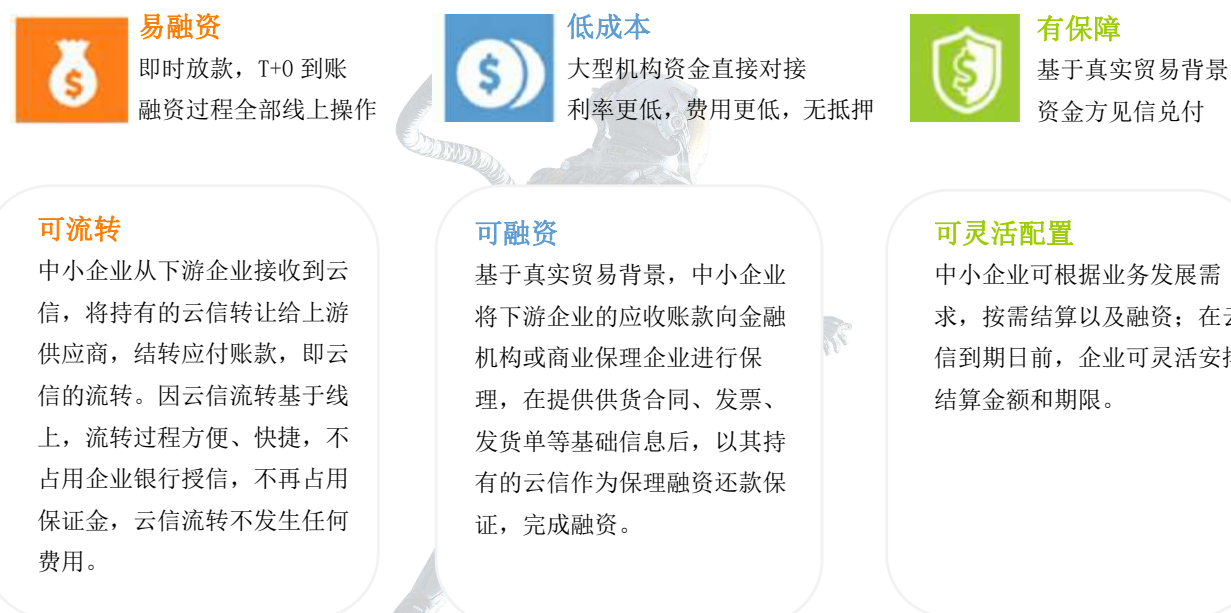 易融资
即时放款，T+0 到账
融资过程全部线上操作
低成本
大型机构资金直接对接
利率更低，费用更低，无抵押
有保障
基于真实贸易背景
资金方见信兑付
可流转
中小企业从下游企业接收到云
信，将持有的云信转让给上游
供应商，结转应付账款，即云
信的流转。因云信流转基于线
上，流转过程方便、快捷，不
占用企业银行授信，不再占用
保证金，云信流转不发生任何
费用。
可融资
基于真实贸易背景，中小企业
将下游企业的应收账款向金融
机构或商业保理企业进行保
理，在提供供货合同、发票、
发货单等基础信息后，以其持
有的云信作为保理融资还款保
证，完成融资。
可灵活配置
中小企业可根据业务发展需
求，按需结算以及融资；在云
信到期日前，企业可灵活安排
结算金额和期限。